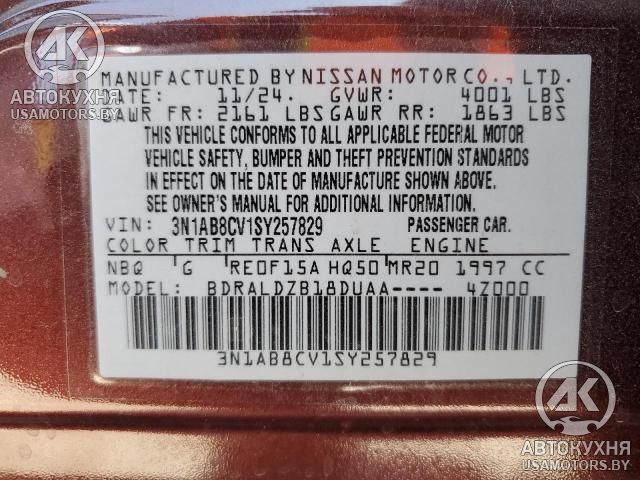 AK
АВТОКУХНЯ
USAMOTORS.BY
MANUFACTURED BY NISSAN MOTOR CO., LTD.
DATE: 11/24. GVWR: 4001 LBS
GAWR FR: 2161 LBS GAWR RR: 1863 LBS
THIS VEHICLE CONFORMS TO ALL APPLICABLE FEDERAL MOTOR
VEHICLE SAFETY, BUMPER AND THEFT PREVENTION STANDARDS
IN EFFECT ON THE DATE OF MANUFACTURE SHOWN ABOVE.
SEE OWNER'S MANUAL FOR ADDITIONAL INFORMATION.
VIN: 3N1AB8CV1SY257829 PASSENGER CAR.
COLOR TRIM TRANS AXLE ENGINE
NBQ G RE0F15A HQ50 MR20 1997 CC
MODEL: BDRALDZB18DUAA---- 4Z000
3N1AB8CV1SY257829
AK
АВТОКУХНЯ
USAMOTORS.BY